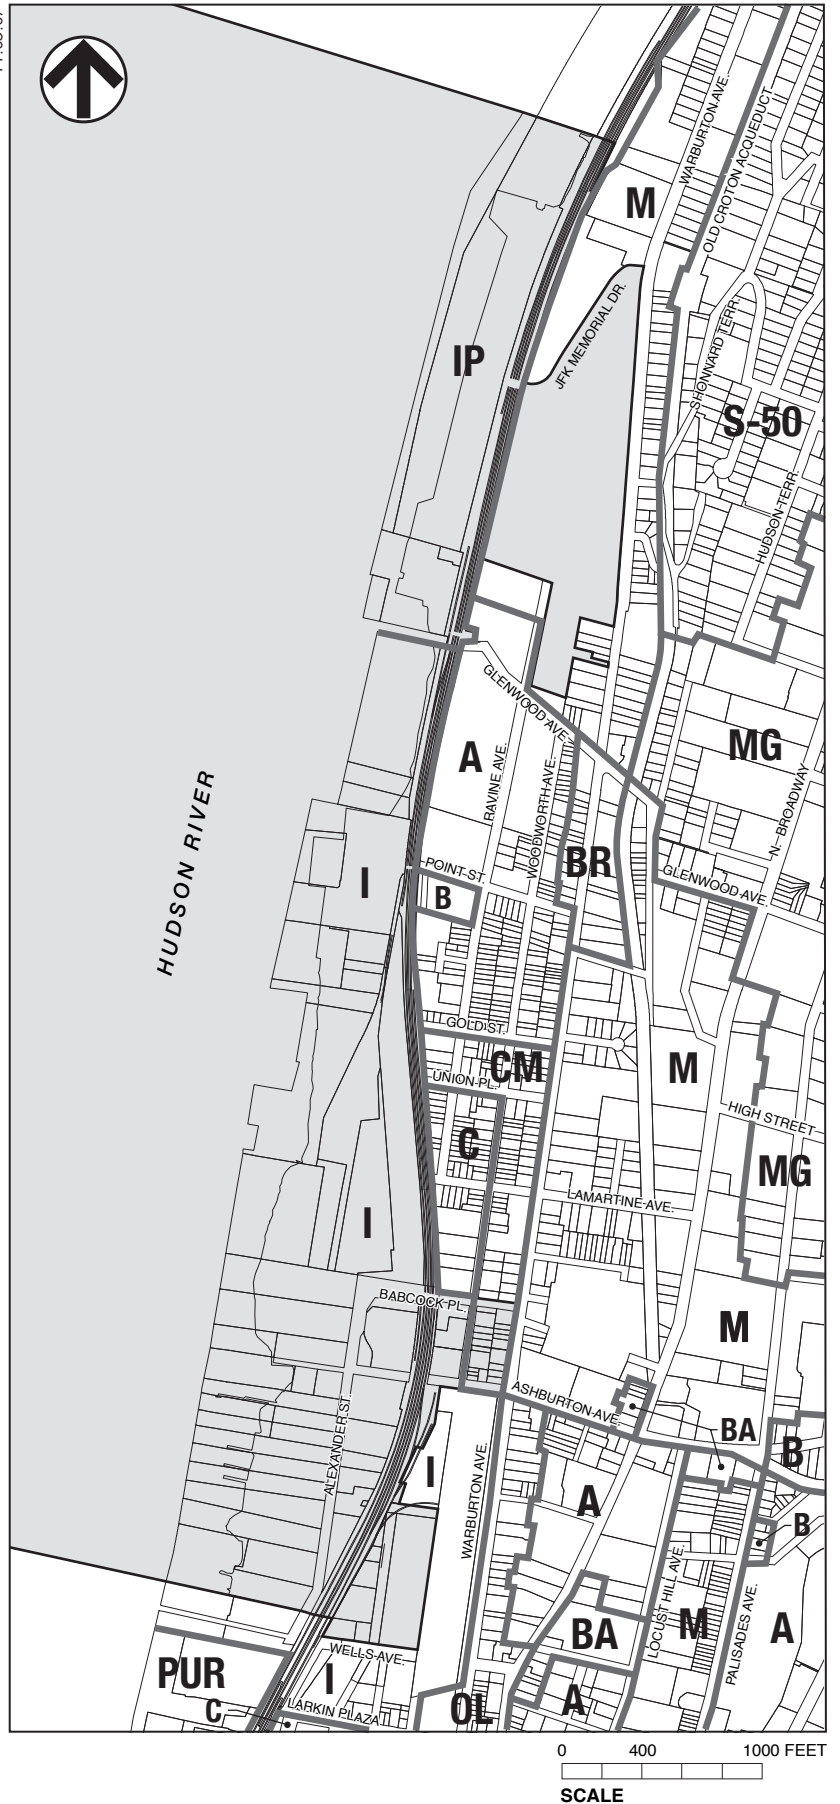 WARBURTON AVE.
OLD CROTON ACQUEDUCT
M
JFK MEMORIAL DR.
SHONNARD TERR.
IP
S-50
HUDSON TERR.
GLENWOOD AVE.
A
MG
RAVINE AVE.
WOODWORTH AVE.
N. BROADWAY
HUDSON RIVER
BR
POINT ST.
I
B
GLENWOOD AVE.
GOLD ST.
CM
M
UNION PL.
HIGH STREET
C
MG
LAMARTINE AVE.
I
BABCOCK PL.
M
ASHBURTON AVE.
ALEXANDER ST.
BA
B
I
WARBURTON AVE.
A
B
LOCUST HILL AVE.
PALISADES AVE.
BA
M
A
WELLS AVE.
PUR
I
C
LARKIN PLAZA
OL
A
0 400 1000 FEET
SCALE